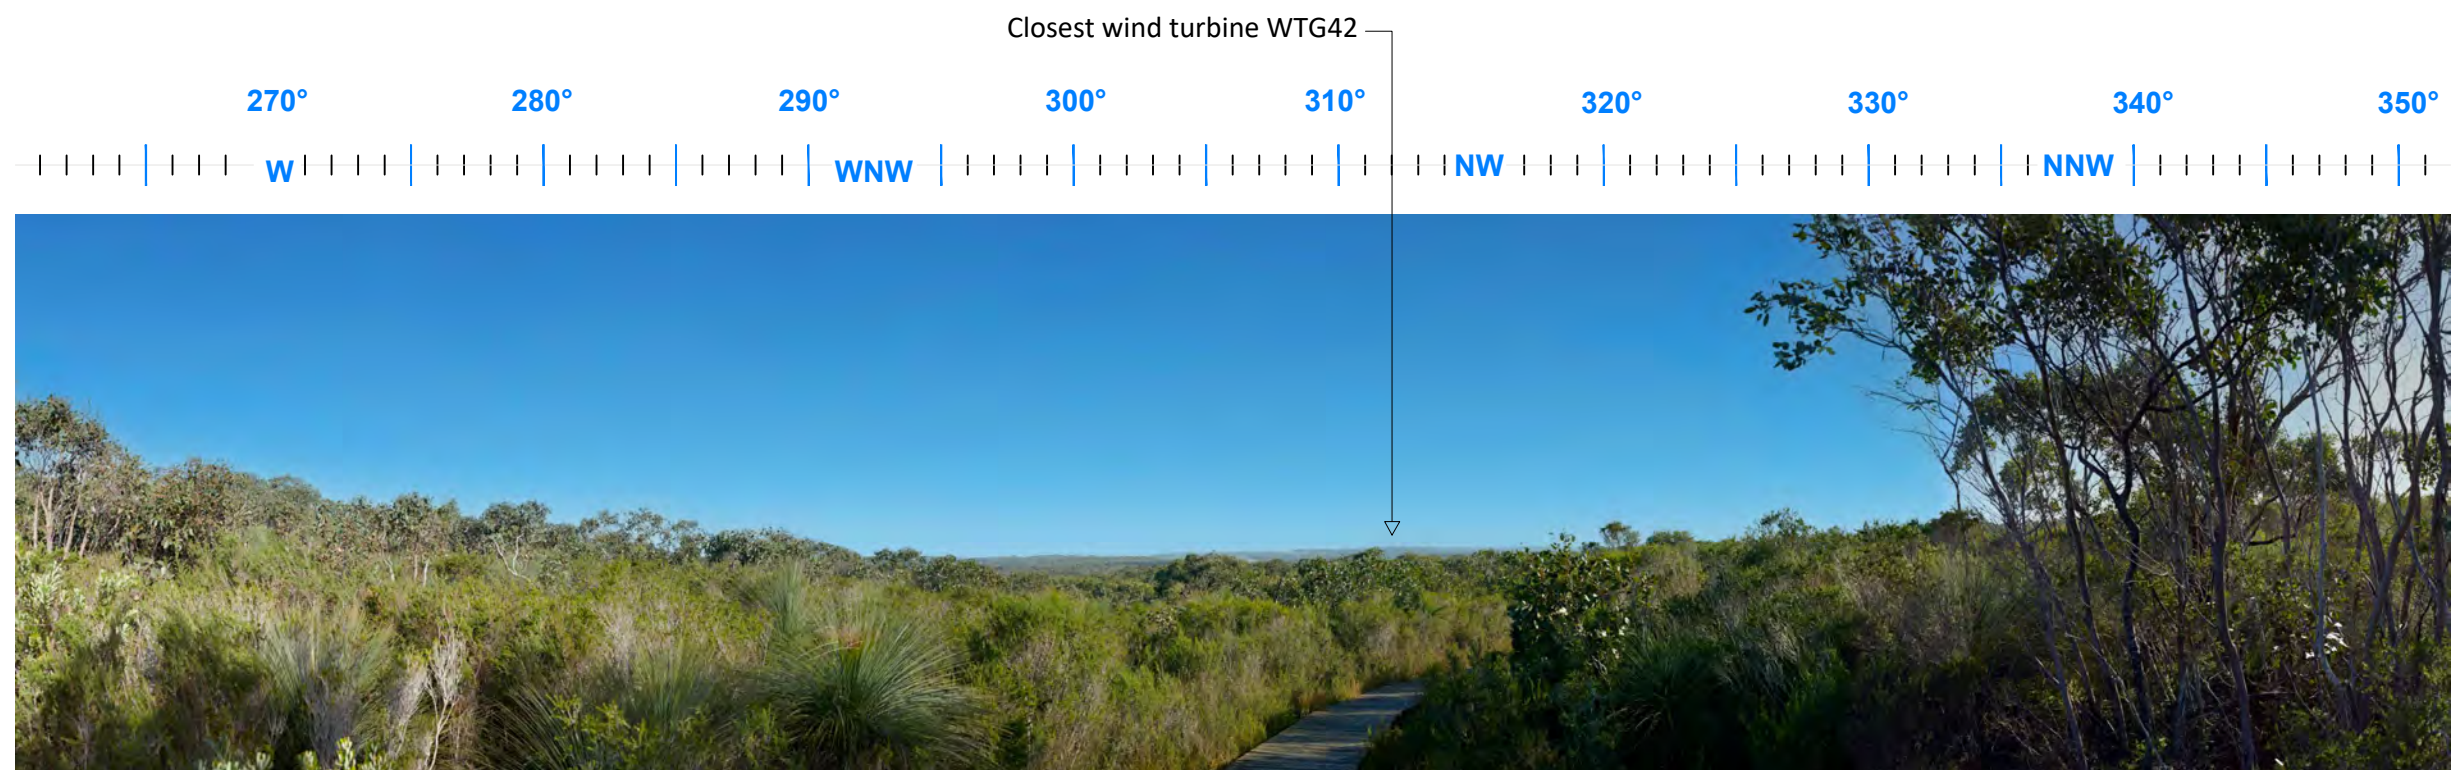 Closest wind turbine WTG42
270° 280° 290° 300° 310° 320° 330° 340° 350°
W WNW NW NNW